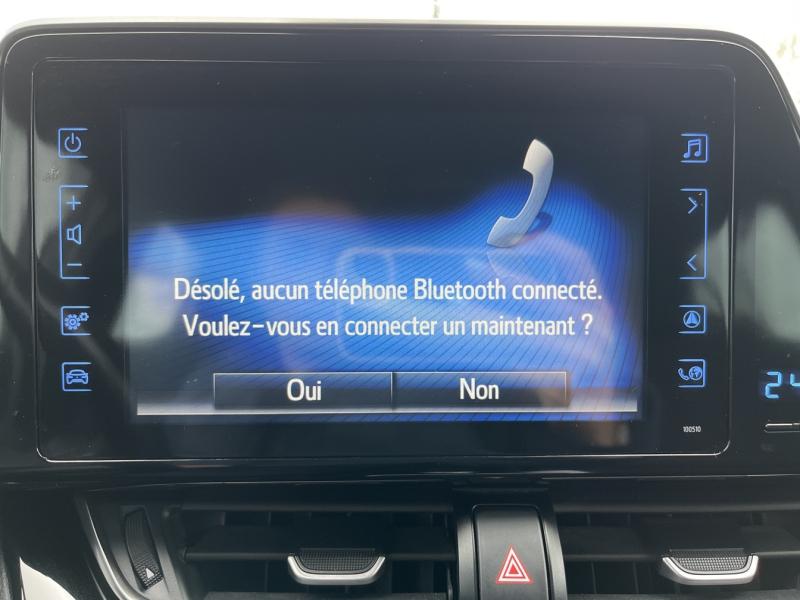 Désolé, aucun téléphone Bluetooth connecté.
Voulez-vous en connecter un maintenant ?
Oui
Non
100510
24